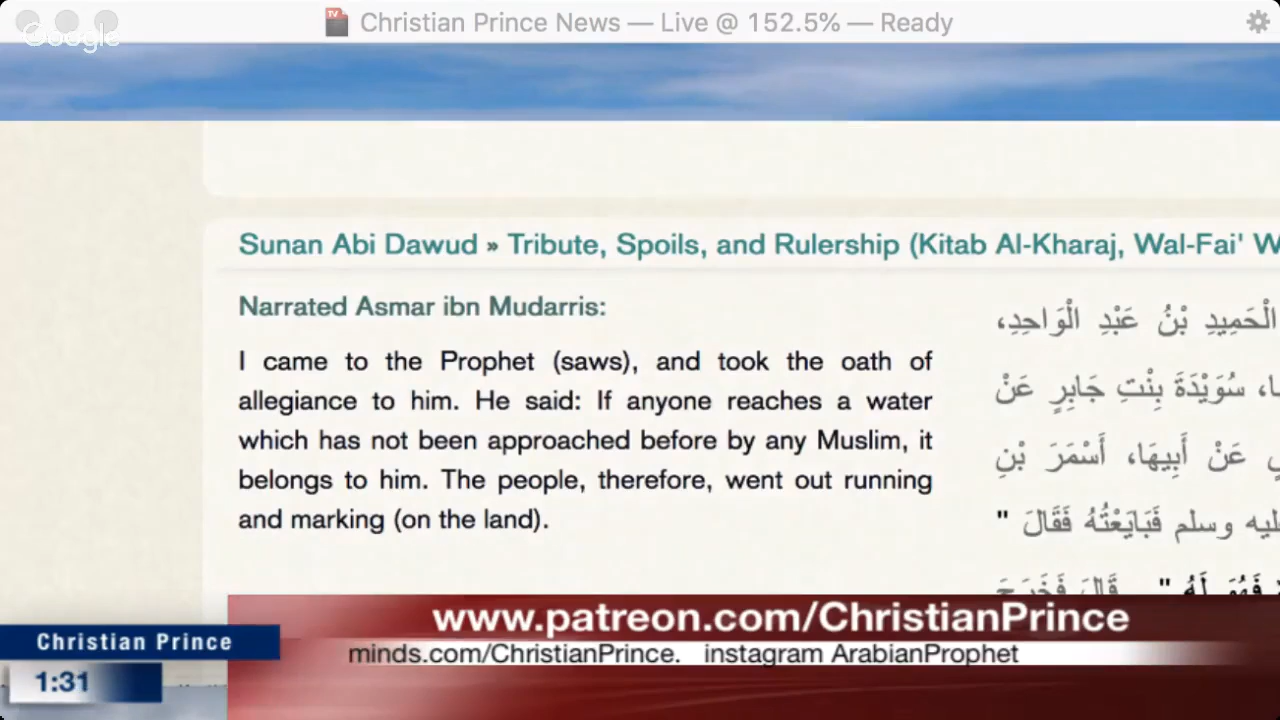 Christian Prince News — Live @ 152.5% — Ready
Google
Sunan Abi Dawud » Tribute, Spoils, and Rulership (Kitab Al-Kharaj, Wal-Fai' W
Narrated Asmar ibn Mudarris:
I came to the Prophet (saws), and took the oath of
allegiance to him. He said: If anyone reaches a water
which has not been approached before by any Muslim, it
belongs to him. The people, therefore, went out running
and marking (on the land).
الْحَمِيدِ بْنُ عَبْدِ الْوَاحِدِ،
سُوَيْدَةَ بِنْتِ جَابِرٍ عَنْ
عَنْ أَبِيهَا، أَسْمَرَ بْنِ
عليه وسلم فَبَايَعْتُهُ فَقَالَ "
فَهُوَ لَهُ " . قَالَ فَخَرَجَ
www.patreon.com/ChristianPrince
minds.com/ChristianPrince. instagram ArabianProphet
Christian Prince
1:31